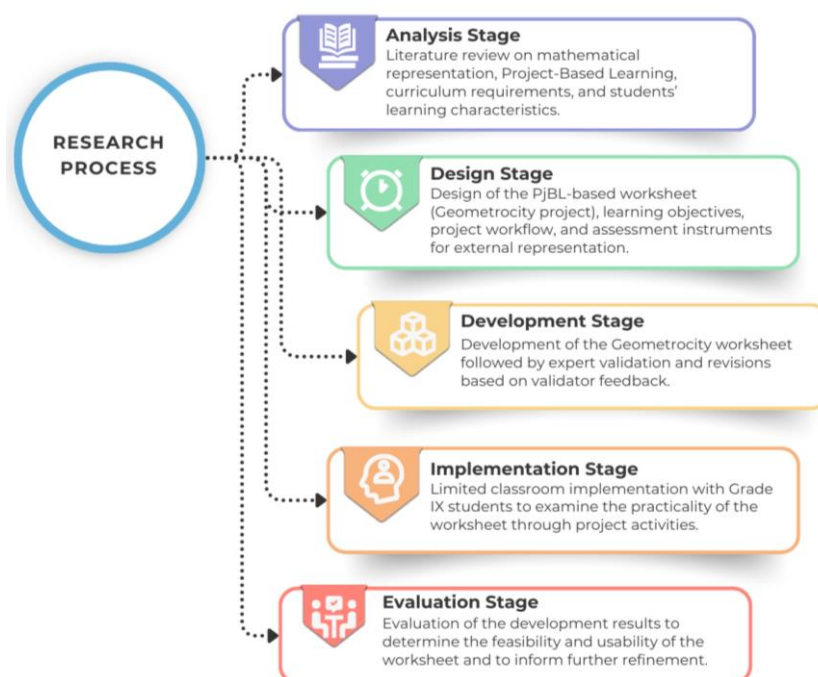 RESEARCH
PROCESS
Analysis Stage
Literature review on mathematical
representation, Project-Based Learning,
curriculum requirements, and students’
learning characteristics.
Design Stage
Design of the PjBL-based worksheet
(Geometrocity project), learning objectives,
project workflow, and assessment instruments
for external representation.
Development Stage
Development of the Geometrocity worksheet
followed by expert validation and revisions
based on validator feedback.
Implementation Stage
Limited classroom implementation with Grade
IX students to examine the practicality of the
worksheet through project activities.
Evaluation Stage
Evaluation of the development results to
determine the feasibility and usability of the
worksheet and to inform further refinement.